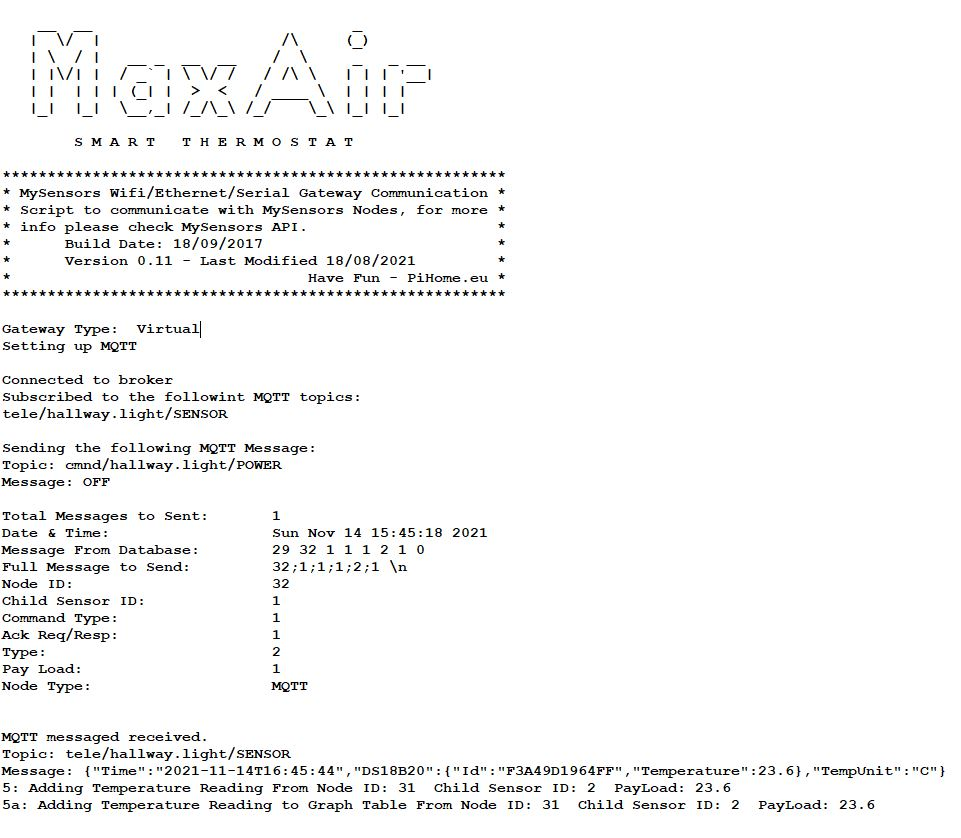 MaxAir
S M A R T   T H E R M O S T A T
********************************************************
* MySensors Wifi/Ethernet/Serial Gateway Communication *
* Script to communicate with MySensors Nodes, for more *
* info please check MySensors API.                     *
*      Build Date: 18/09/2017                          *
*      Version 0.11 - Last Modified 18/08/2021         *
*                                 Have Fun - PiHome.eu *
********************************************************
Gateway Type:  Virtual
Setting up MQTT
Connected to broker
Subscribed to the followint MQTT topics:
tele/hallway.light/SENSOR
Sending the following MQTT Message:
Topic: cmnd/hallway.light/POWER
Message: OFF
Total Messages to Sent:       1
Date & Time:                  Sun Nov 14 15:45:18 2021
Message From Database:        29 32 1 1 1 2 1 0
Full Message to Send:         32;1;1;1;2;1 \n
Node ID:                      32
Child Sensor ID:              1
Command Type:                 1
Ack Req/Resp:                 1
Type:                         2
Pay Load:                     1
Node Type:                    MQTT
MQTT messaged received.
Topic: tele/hallway.light/SENSOR
Message: {"Time":"2021-11-14T16:45:44","DS18B20":{"Id":"F3A49D1964FF","Temperature":23.6},"TempUnit":"C"}
5: Adding Temperature Reading From Node ID: 31  Child Sensor ID: 2  PayLoad: 23.6
5a: Adding Temperature Reading to Graph Table From Node ID: 31  Child Sensor ID: 2  PayLoad: 23.6